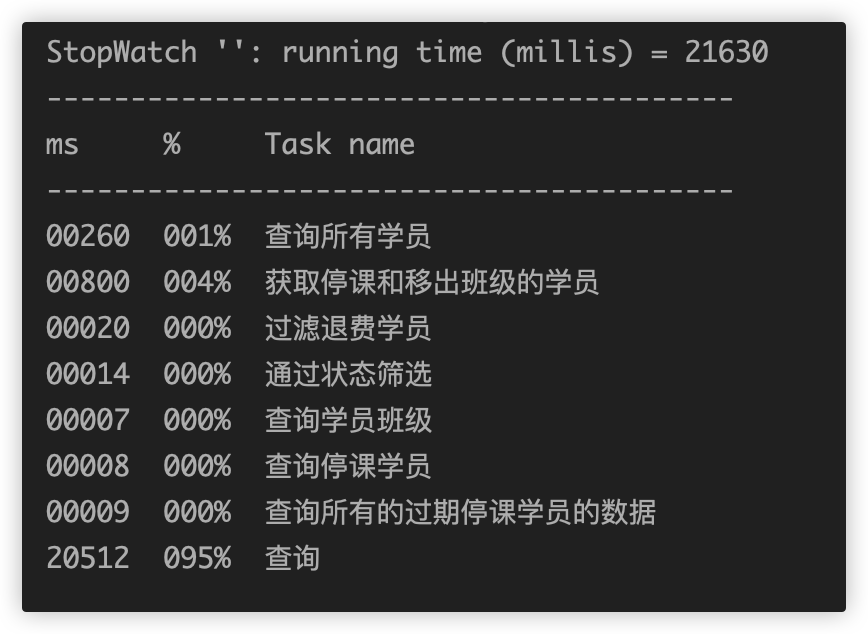 StopWatch '': running time (millis) = 21630
-----------------------------------------
ms     %     Task name
-----------------------------------------
00260  001%  查询所有学员
00800  004%  获取停课和移出班级的学员
00020  000%  过滤退费学员
00014  000%  通过状态筛选
00007  000%  查询学员班级
00008  000%  查询停课学员
00009  000%  查询所有的过期停课学员的数据
20512  095%  查询